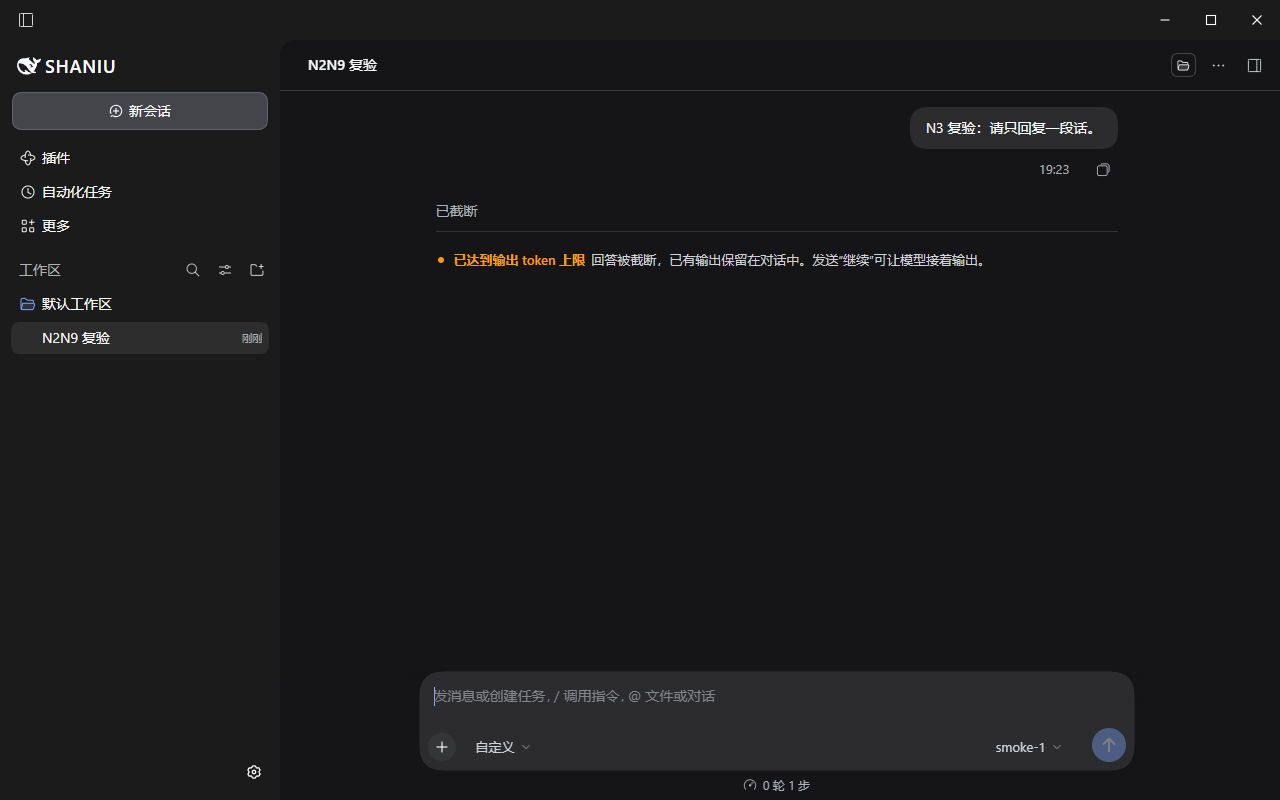 SHANIU
新会话
插件
自动化任务
更多
工作区
默认工作区
N2N9 复验 刚刚
N2N9 复验
N3 复验：请只回复一段话。
19:23
已截断
已达到输出 token 上限 回答被截断，已有输出保留在对话中。发送“继续”可让模型接着输出。
发消息或创建任务, / 调用指令, @ 文件或对话
自定义 smoke-1
0 轮 1 步